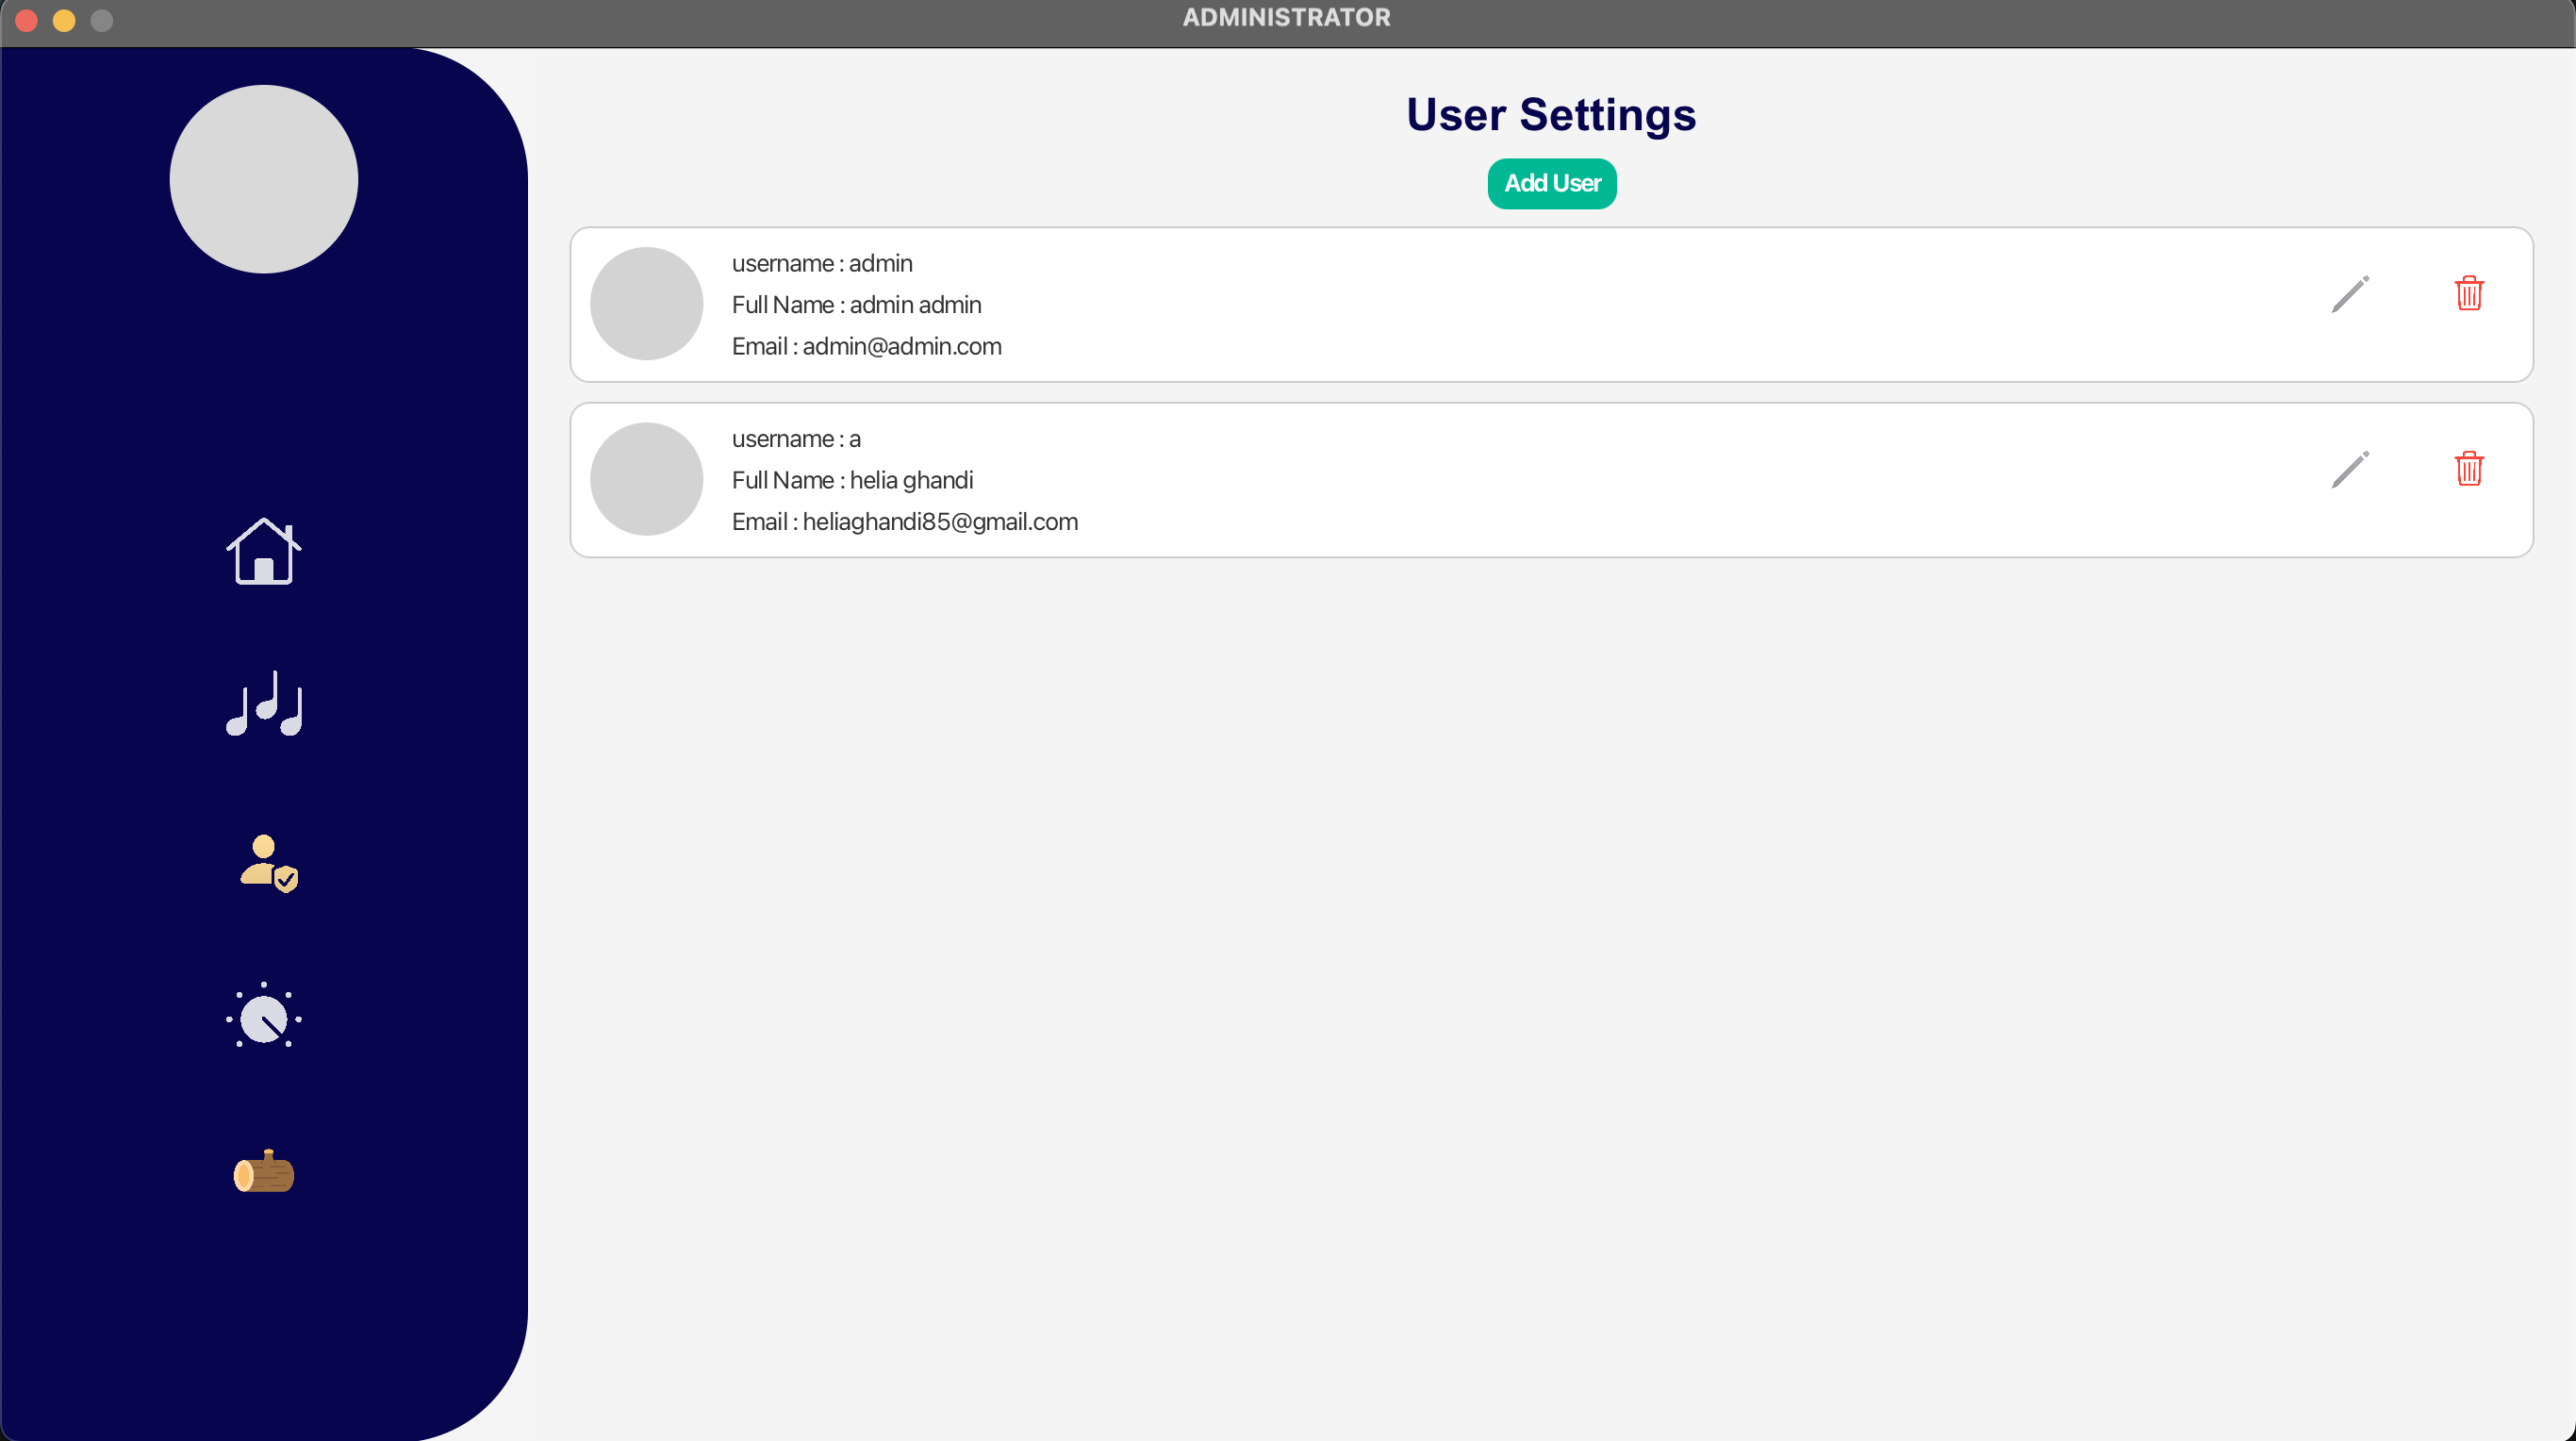 ADMINISTRATOR
User Settings
Add User
username : admin
Full Name : admin admin
Email : admin@admin.com
username : a
Full Name : helia ghandi
Email : heliaghandi85@gmail.com